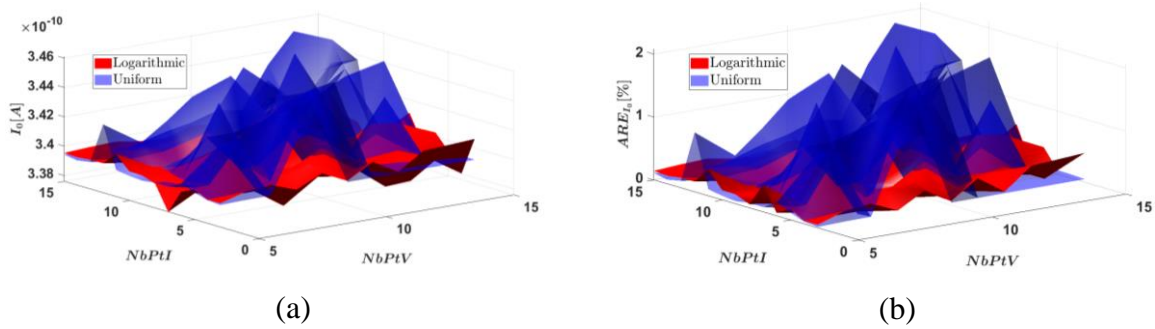 ×10⁻¹⁰
3.46
3.44
3.42
3.4
3.38
I₀[A]
Logarithmic
Uniform
15
10
5
0
NbPtI
5
10
15
NbPtV
(a)
2
1
0
ARE_{I₀}[%]
Logarithmic
Uniform
15
10
5
0
NbPtI
5
10
15
NbPtV
(b)